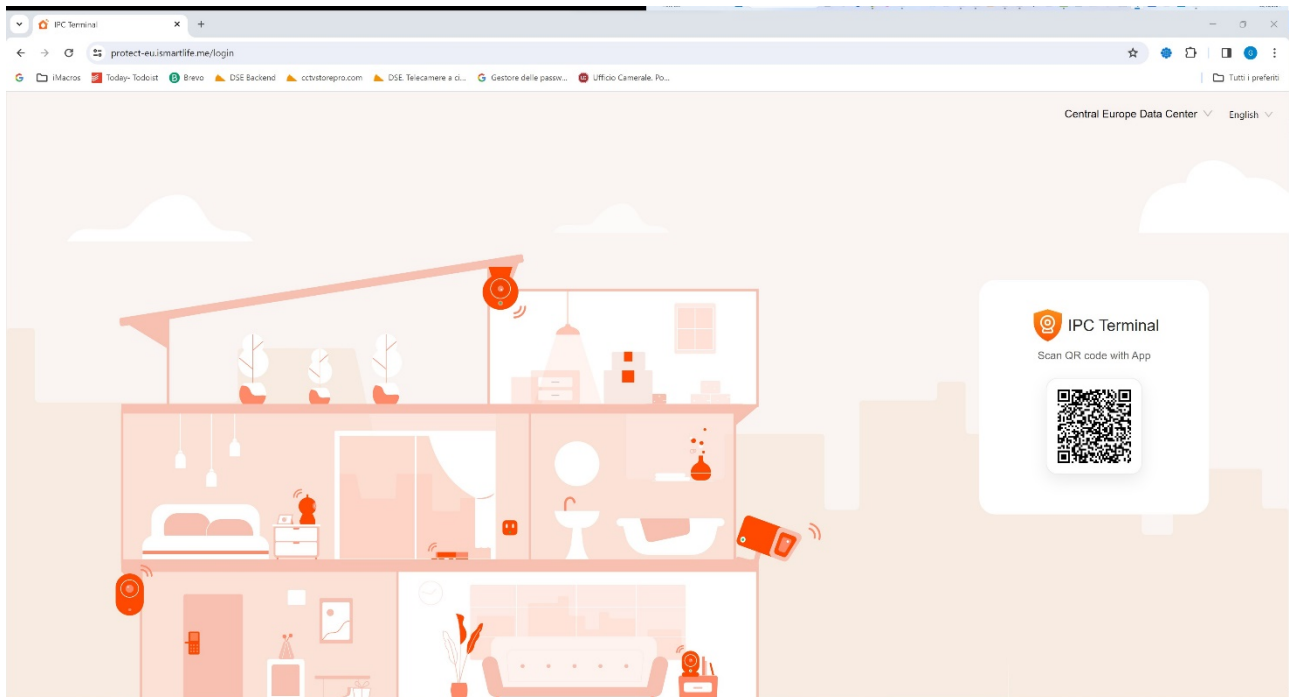 IPC Terminal
protect-eu.ismartlife.me/login
G
iMacros
Today- Todoist
Brevo
DSE Backend
cctvstorepro.com
DSE. Telecamere a ci...
Gestore delle passw...
Ufficio Camerale. Po...
Tutti i preferiti
Central Europe Data Center
English
IPC Terminal
Scan QR code with App